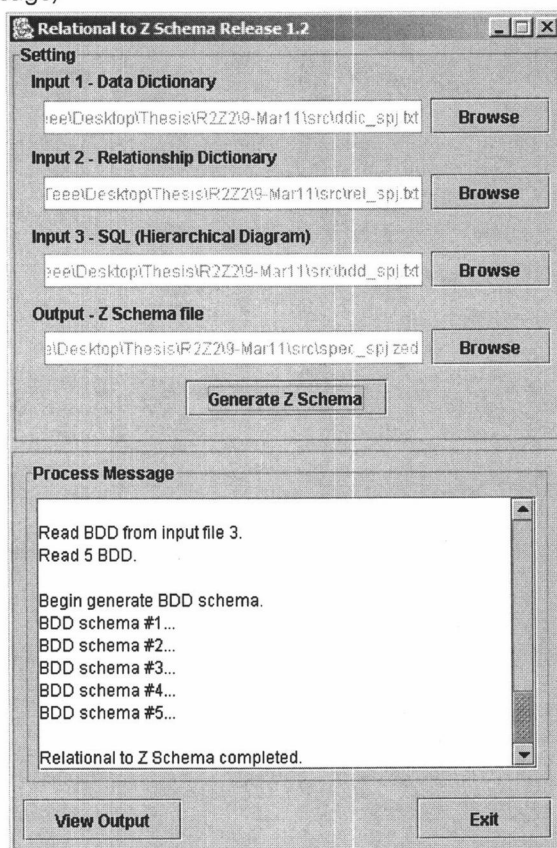 Relational to Z Schema Release 1.2
Setting
Input 1 - Data Dictionary
eee\Desktop\Thesis\R2Z2\9-Mar11\src\ddic_spj.txt
Browse
Input 2 - Relationship Dictionary
Teee\Desktop\Thesis\R2Z2\9-Mar11\src\rel_spj.txt
Browse
Input 3 - SQL (Hierarchical Diagram)
eee\Desktop\Thesis\R2Z2\9-Mar11\src\bdd_spj.txt
Browse
Output - Z Schema file
e\Desktop\Thesis\R2Z2\9-Mar11\src\spec_spj.zed
Browse
Generate Z Schema
Process Message
Read BDD from input file 3.
Read 5 BDD.
Begin generate BDD schema.
BDD schema #1...
BDD schema #2...
BDD schema #3...
BDD schema #4...
BDD schema #5...
Relational to Z Schema completed.
View Output
Exit